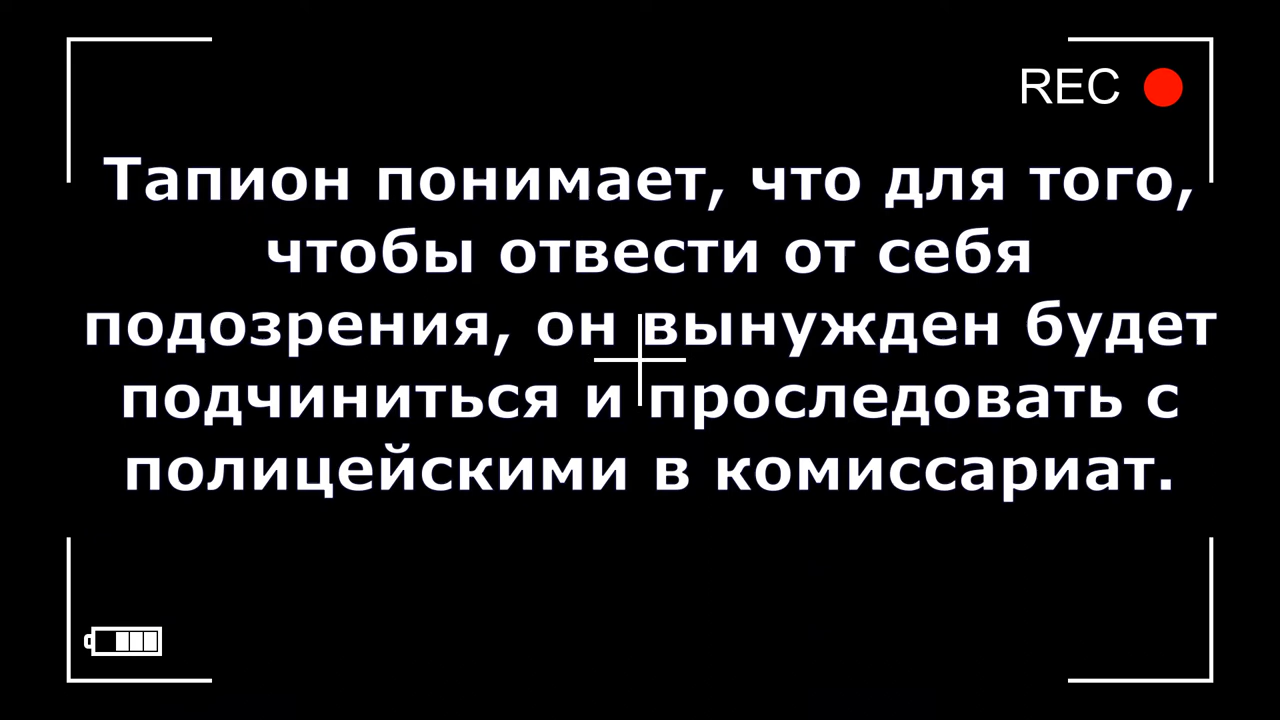 REC
Тапион понимает, что для того,
чтобы отвести от себя
подозрения, он вынужден будет
подчиниться и проследовать с
полицейскими в комиссариат.